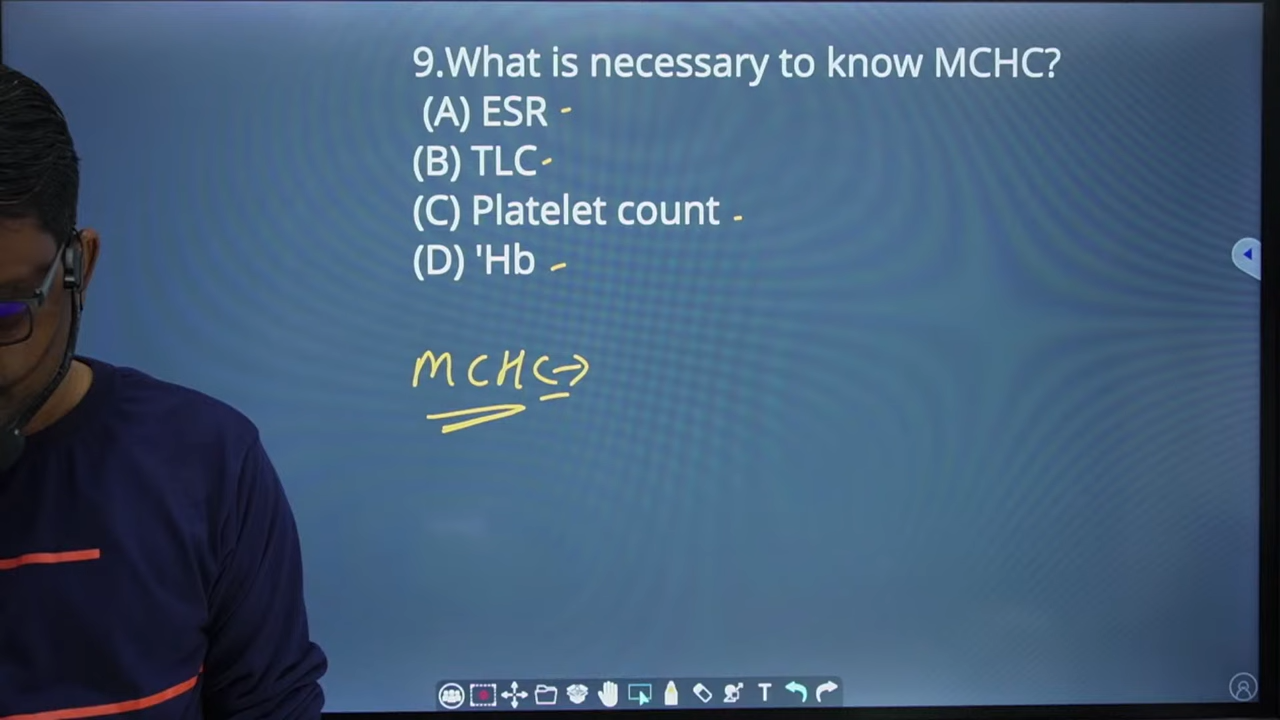 9.What is necessary to know MCHC?
(A) ESR -
(B) TLC -
(C) Platelet count -
(D) 'Hb -
MCHC→
T